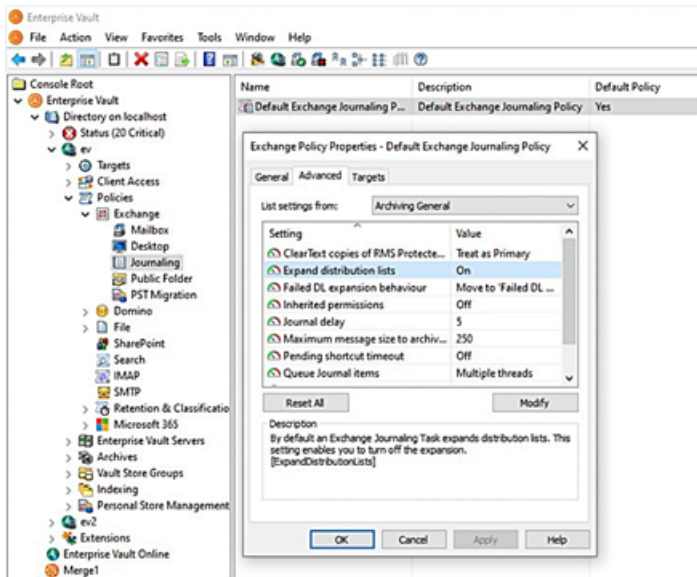 Enterprise Vault
File Action View Favorites Tools Window Help
Console Root
Enterprise Vault
Directory on localhost
Status (20 Critical)
ev
Targets
Client Access
Policies
Exchange
Mailbox
Desktop
Journaling
Public Folder
PST Migration
Domino
File
SharePoint
Search
IMAP
SMTP
Retention & Classificatio
Microsoft 365
Enterprise Vault Servers
Archives
Vault Store Groups
Indexing
Personal Store Management
ev2
Extensions
Enterprise Vault Online
Merge1
Name Description Default Policy
Default Exchange Journaling P... Default Exchange Journaling Policy Yes
Exchange Policy Properties - Default Exchange Journaling Policy
General Advanced Targets
List settings from: Archiving General
Setting Value
ClearText copies of RMS Protecte... Treat as Primary
Expand distribution lists On
Failed DL expansion behaviour Move to 'Failed DL ...
Inherited permissions Off
Journal delay 5
Maximum message size to archiv... 250
Pending shortcut timeout Off
Queue Journal items Multiple threads
Reset All Modify
Description
By default an Exchange Journaling Task expands distribution lists. This
setting enables you to turn off the expansion.
[ExpandDistributionLists]
OK Cancel Apply Help